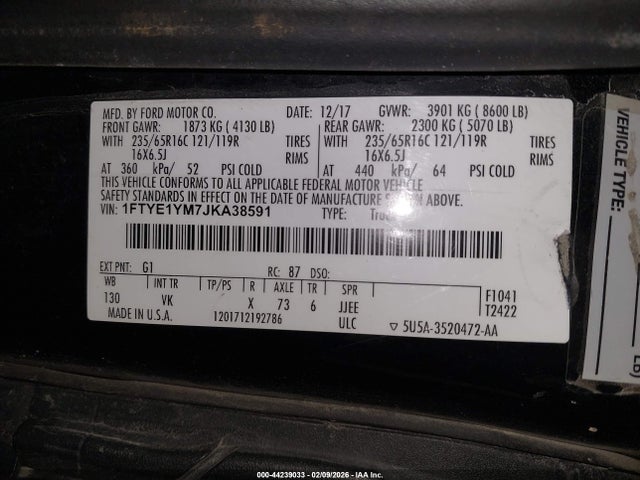 MFD. BY FORD MOTOR CO. DATE: 12/17 GVWR: 3901 KG ( 8600 LB)
FRONT GAWR: 1873 KG ( 4130 LB) REAR GAWR: 2300 KG ( 5070 LB)
WITH 235/65R16C 121/119R TIRES WITH 235/65R16C 121/119R TIRES
16X6.5J RIMS 16X6.5J RIMS
AT 360 kPa/ 52 PSI COLD AT 440 kPa/ 64 PSI COLD
THIS VEHICLE CONFORMS TO ALL APPLICABLE FEDERAL MOTOR VEHICLE
SAFETY STANDARDS IN EFFECT ON THE DATE OF MANUFACTURE SHOWN ABOVE.
VIN: 1FTYE1YM7JKA38591 TYPE:
EXT PNT: G1 RC: 87 DSO:
WB INT TR TP/PS R AXLE TR SPR
130 VK X 73 6 JJEE
F1041
T2422
MADE IN U.S.A. 1201712192786 ULC ▽ 5U5A-3520472-AA
VEHICLE TYPE:
LB)
000-44239033 - 02/09/2026 - IAA Inc.